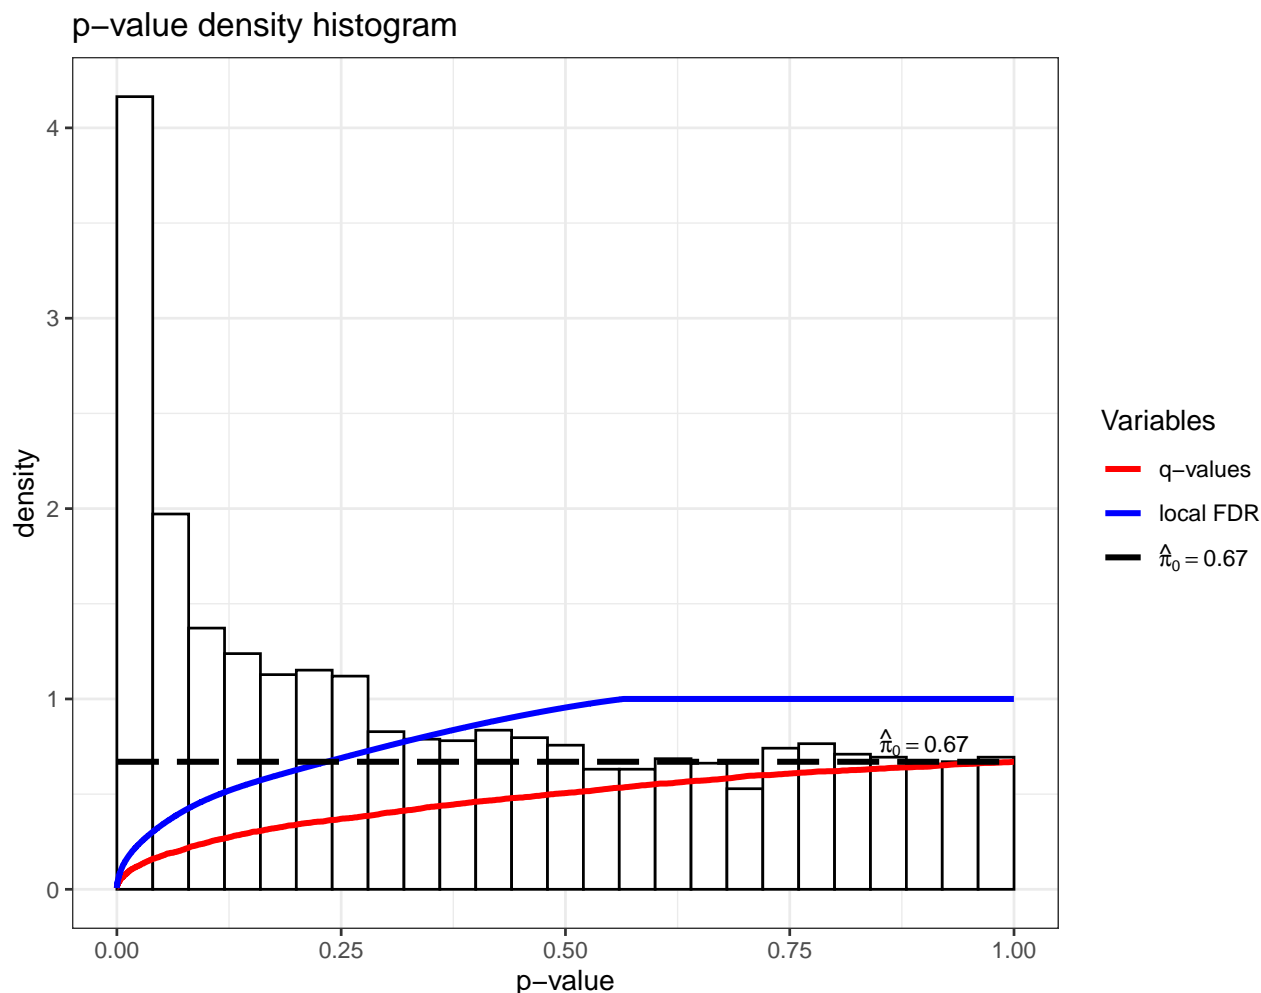 p−value density histogram
density
4
3
2
1
0
π̂₀ = 0.67
0.00 0.25 0.50 0.75 1.00
p−value
Variables
q−values
local FDR
π̂₀ = 0.67